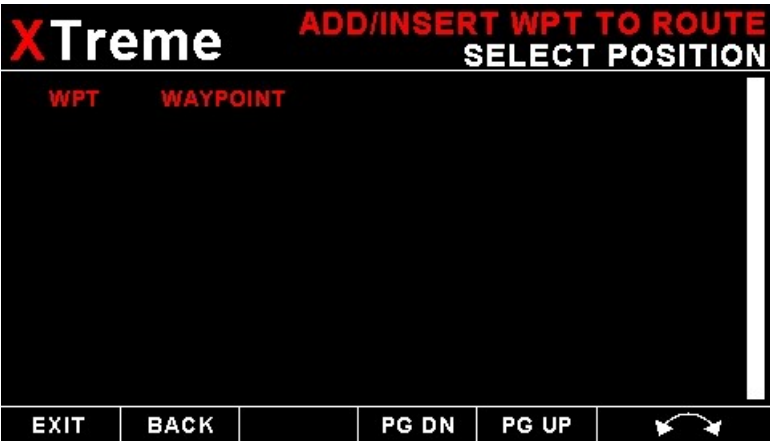 XTreme
ADD/INSERT WPT TO ROUTE
SELECT POSITION
WPT WAYPOINT
EXIT BACK PG DN PG UP